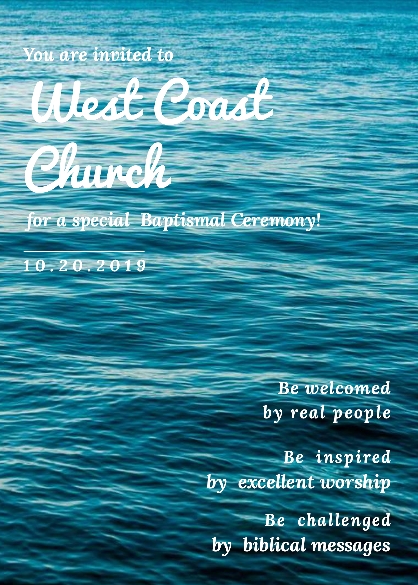 You are invited to
West Coast
Church
for a special Baptismal Ceremony!
10.20.2019
Be welcomed
by real people
Be inspired
by excellent worship
Be challenged
by biblical messages